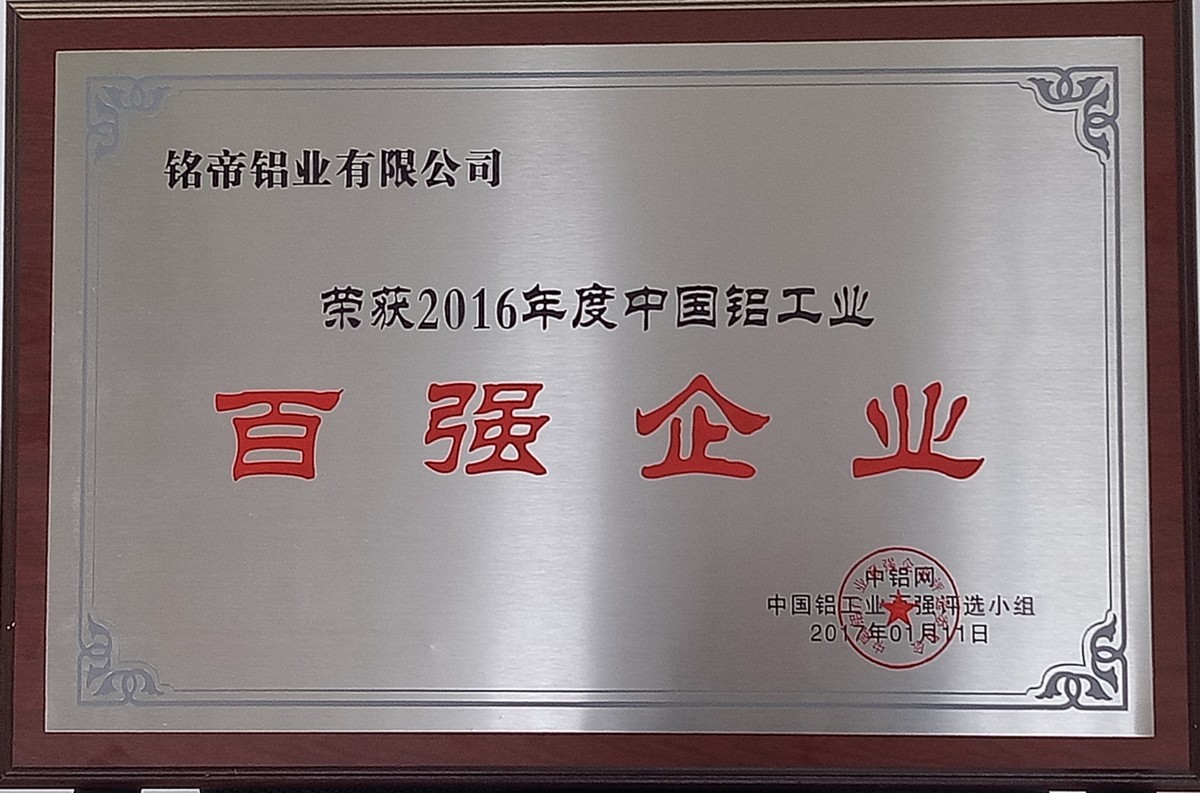 铭帝铝业有限公司
荣获2016年度中国铝工业
百强企业
中铝网
中国铝工业百强评选小组
2017年01月11日